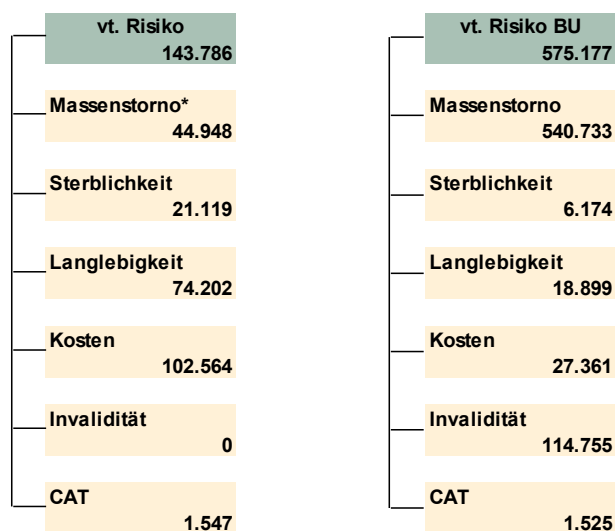 vt. Risiko
143.786
Massenstorno*
44.948
Sterblichkeit
21.119
Langlebigkeit
74.202
Kosten
102.564
Invalidität
0
CAT
1.547
vt. Risiko BU
575.177
Massenstorno
540.733
Sterblichkeit
6.174
Langlebigkeit
18.899
Kosten
27.361
Invalidität
114.755
CAT
1.525